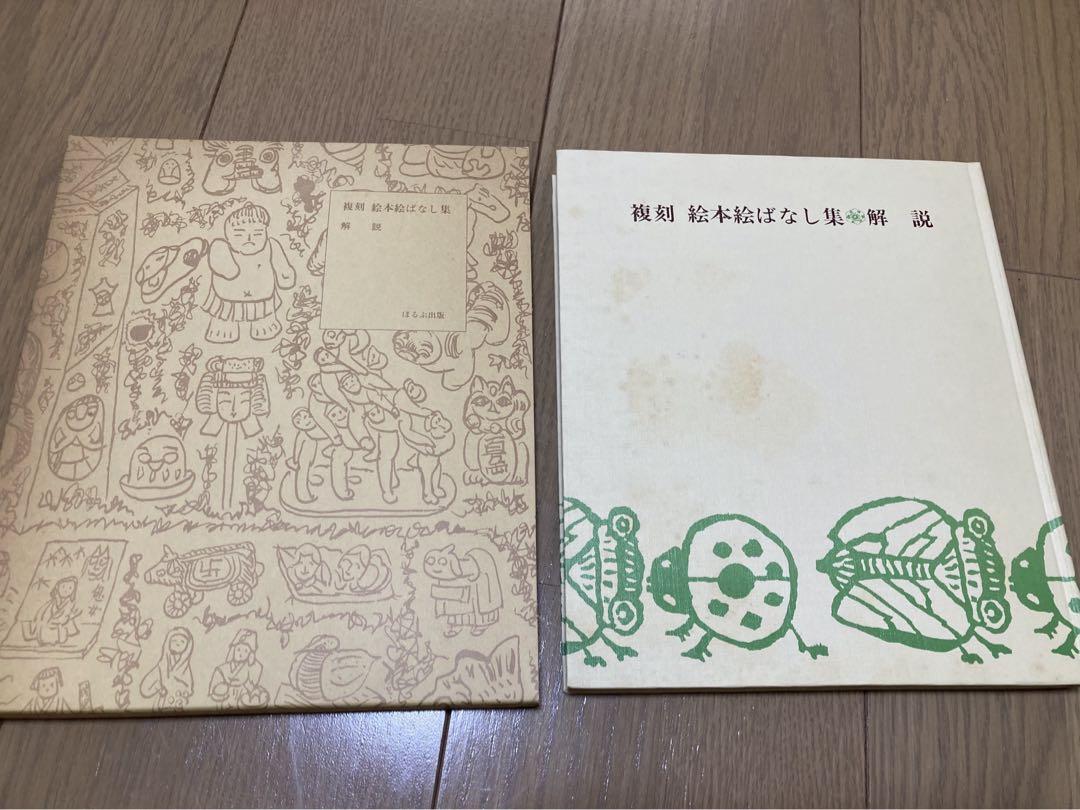 複刻 絵本絵ばなし集
解 説
ほるぷ出版
複刻 絵本絵ばなし集 解 説